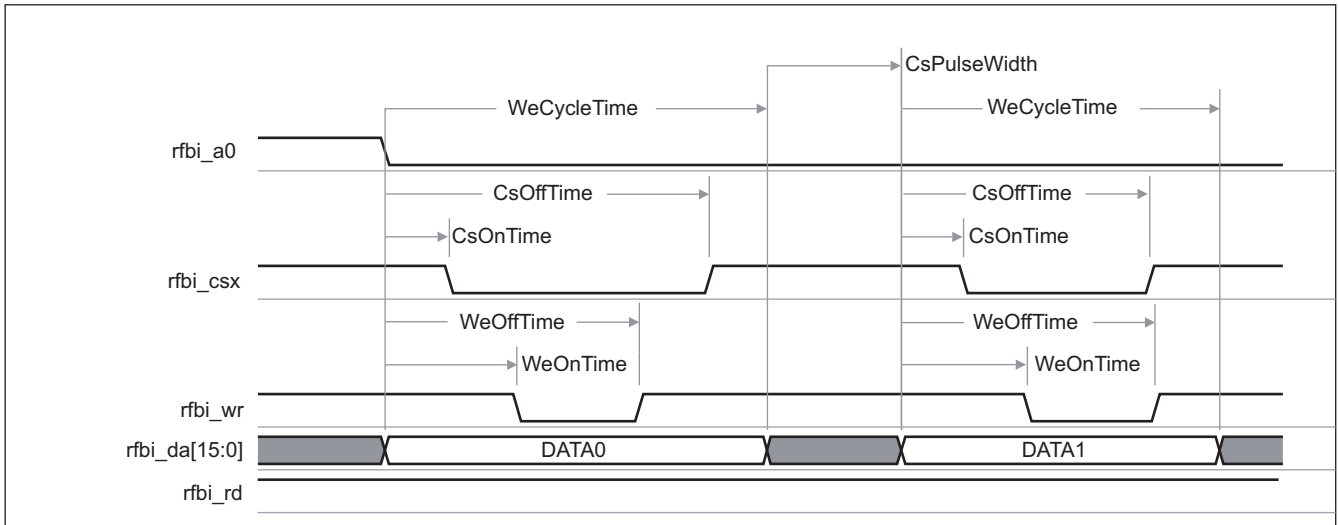 CsPulseWidth
WeCycleTime WeCycleTime
rfbi_a0
CsOffTime CsOffTime
CsOnTime CsOnTime
rfbi_csx
WeOffTime WeOffTime
WeOnTime WeOnTime
rfbi_wr
rfbi_da[15:0] DATA0 DATA1
rfbi_rd